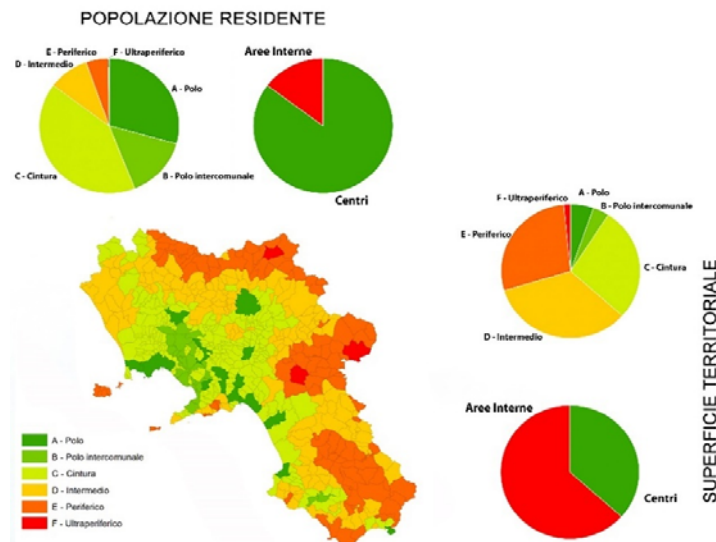 POPOLAZIONE RESIDENTE
E - Periferico
F - Ultraperiferico
D - Intermedio
A - Polo
C - Cintura
B - Polo intercomunale
Aree Interne
Centri
F - Ultraperiferico
A - Polo
B - Polo intercomunale
E - Periferico
C - Cintura
D - Intermedio
Aree Interne
Centri
SUPERFICIE TERRITORIALE
A - Polo
B - Polo intercomunale
C - Cintura
D - Intermedio
E - Periferico
F - Ultraperiferico